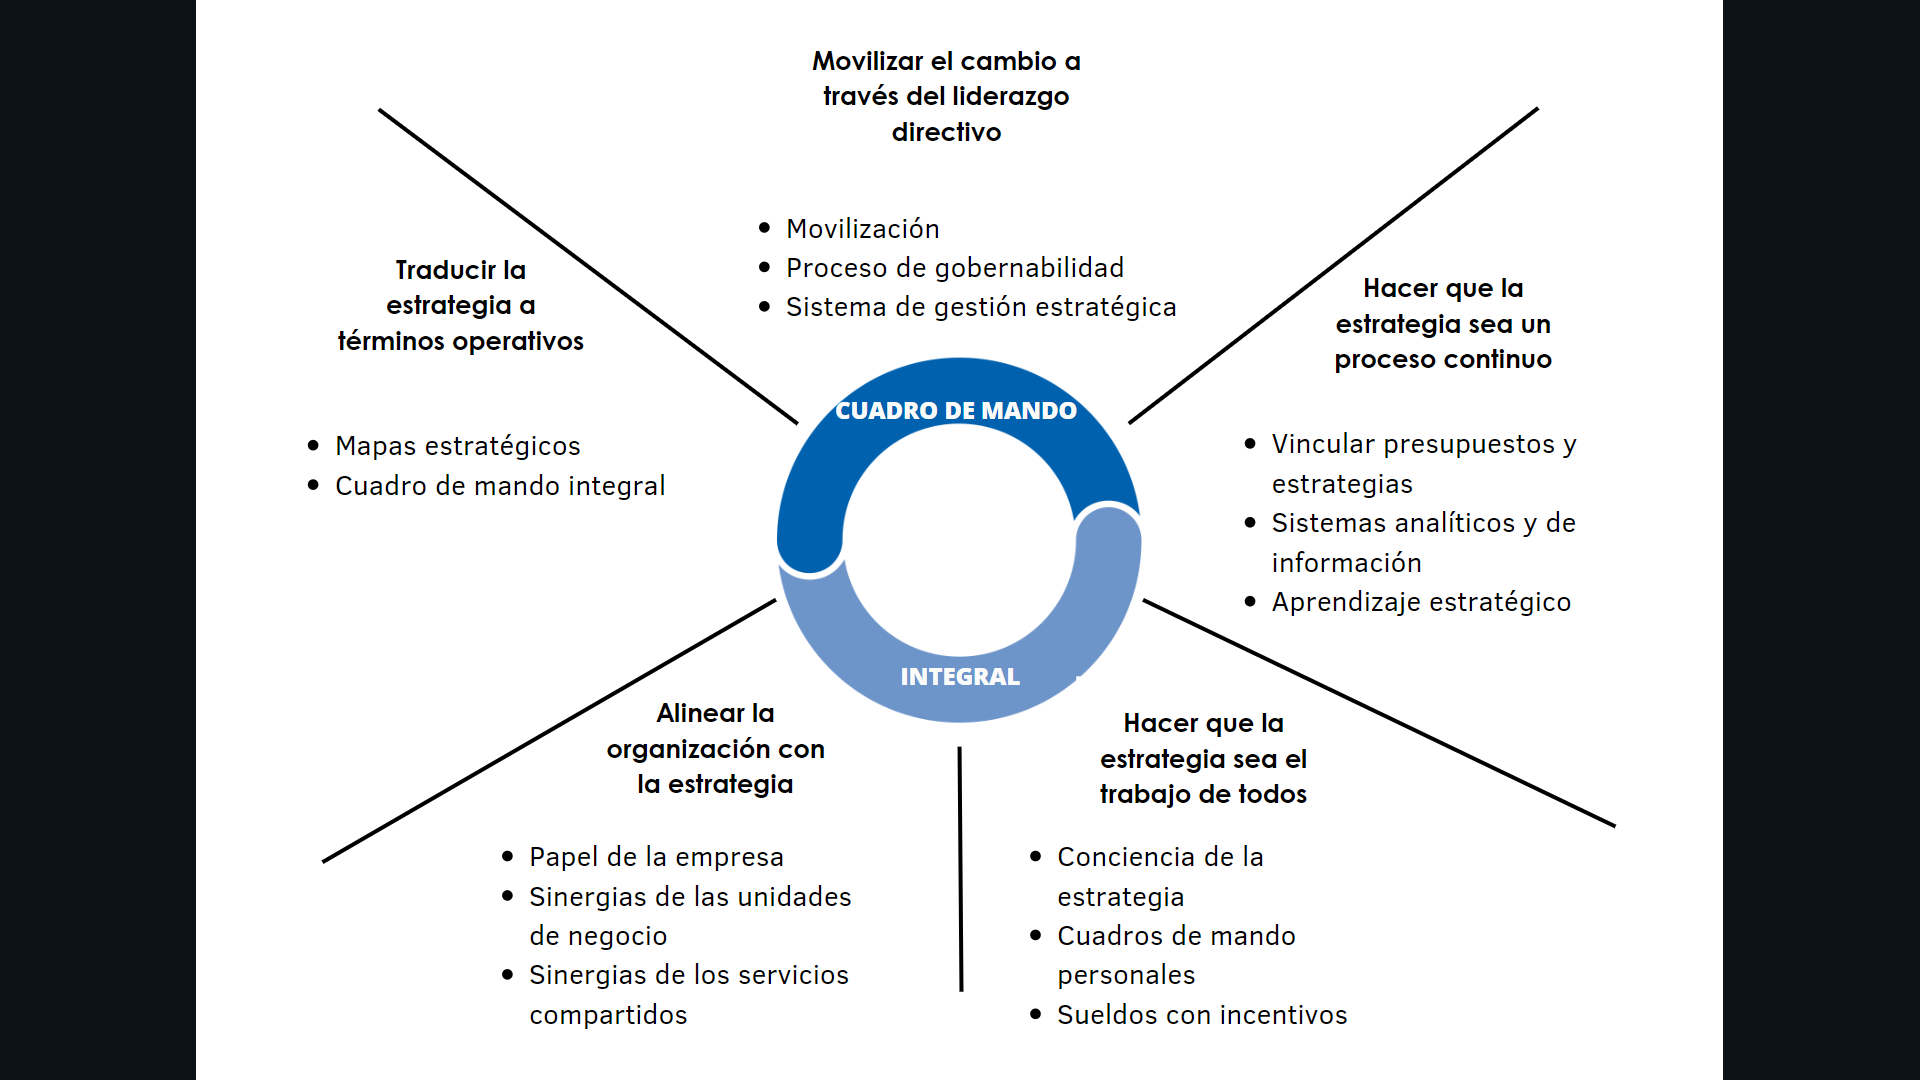 Movilizar el cambio a
través del liderazgo
directivo
• Movilización
• Proceso de gobernabilidad
• Sistema de gestión estratégica
Traducir la
estrategia a
términos operativos
• Mapas estratégicos
• Cuadro de mando integral
Hacer que la
estrategia sea un
proceso continuo
• Vincular presupuestos y
estrategias
• Sistemas analíticos y de
información
• Aprendizaje estratégico
CUADRO DE MANDO
INTEGRAL
Alinear la
organización con
la estrategia
• Papel de la empresa
• Sinergias de las unidades
de negocio
• Sinergias de los servicios
compartidos
Hacer que la
estrategia sea el
trabajo de todos
• Conciencia de la
estrategia
• Cuadros de mando
personales
• Sueldos con incentivos